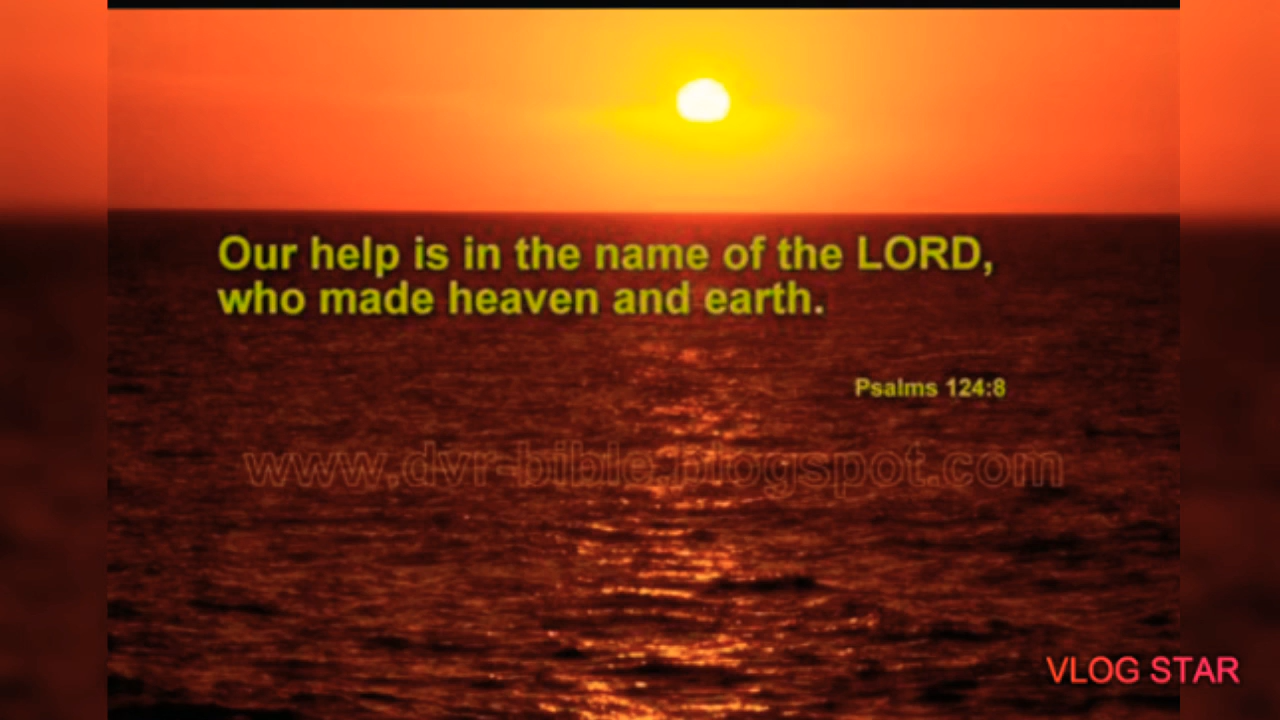 Our help is in the name of the LORD,
who made heaven and earth.
Psalms 124:8
www.dvr-bible.blogspot.com
VLOG STAR